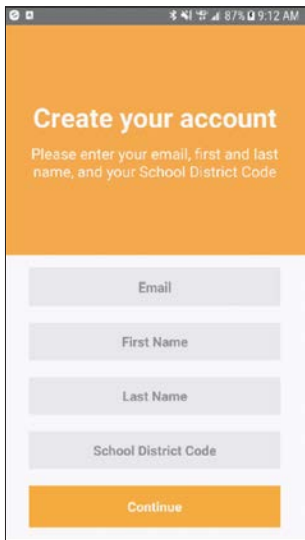 87% 9:12 AM
Create your account
Please enter your email, first and last
name, and your School District Code
Email
First Name
Last Name
School District Code
Continue